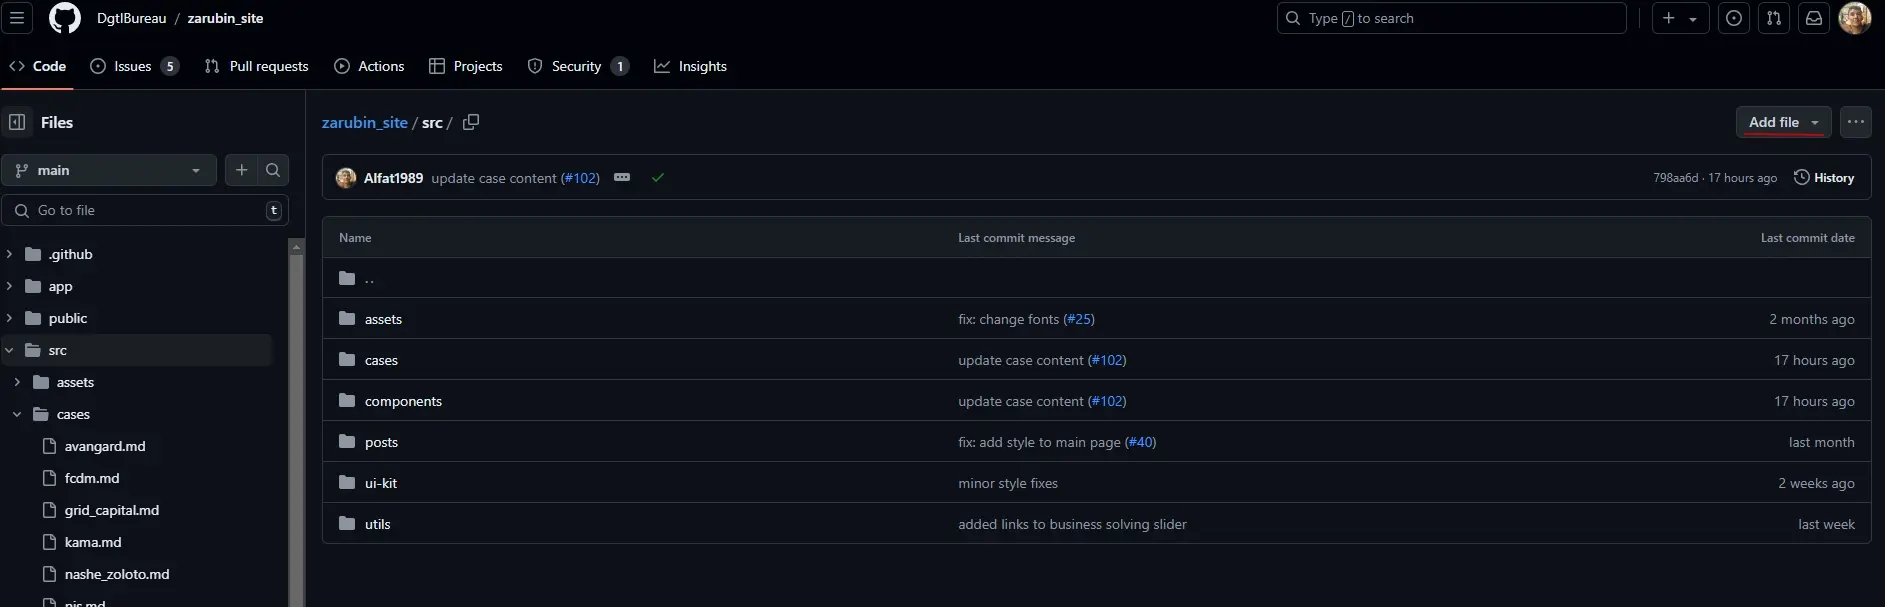 DgtlBureau / zarubin_site
Type / to search
Code
Issues 5
Pull requests
Actions
Projects
Security 1
Insights
Files
main
Go to file
t
.github
app
public
src
assets
cases
avangard.md
fcdm.md
grid_capital.md
kama.md
nashe_zoloto.md
zarubin_site / src /
Add file
Alfat1989 update case content (#102)
798aa6d · 17 hours ago
History
Name Last commit message Last commit date
..
assets fix: change fonts (#25) 2 months ago
cases update case content (#102) 17 hours ago
components update case content (#102) 17 hours ago
posts fix: add style to main page (#40) last month
ui-kit minor style fixes 2 weeks ago
utils added links to business solving slider last week